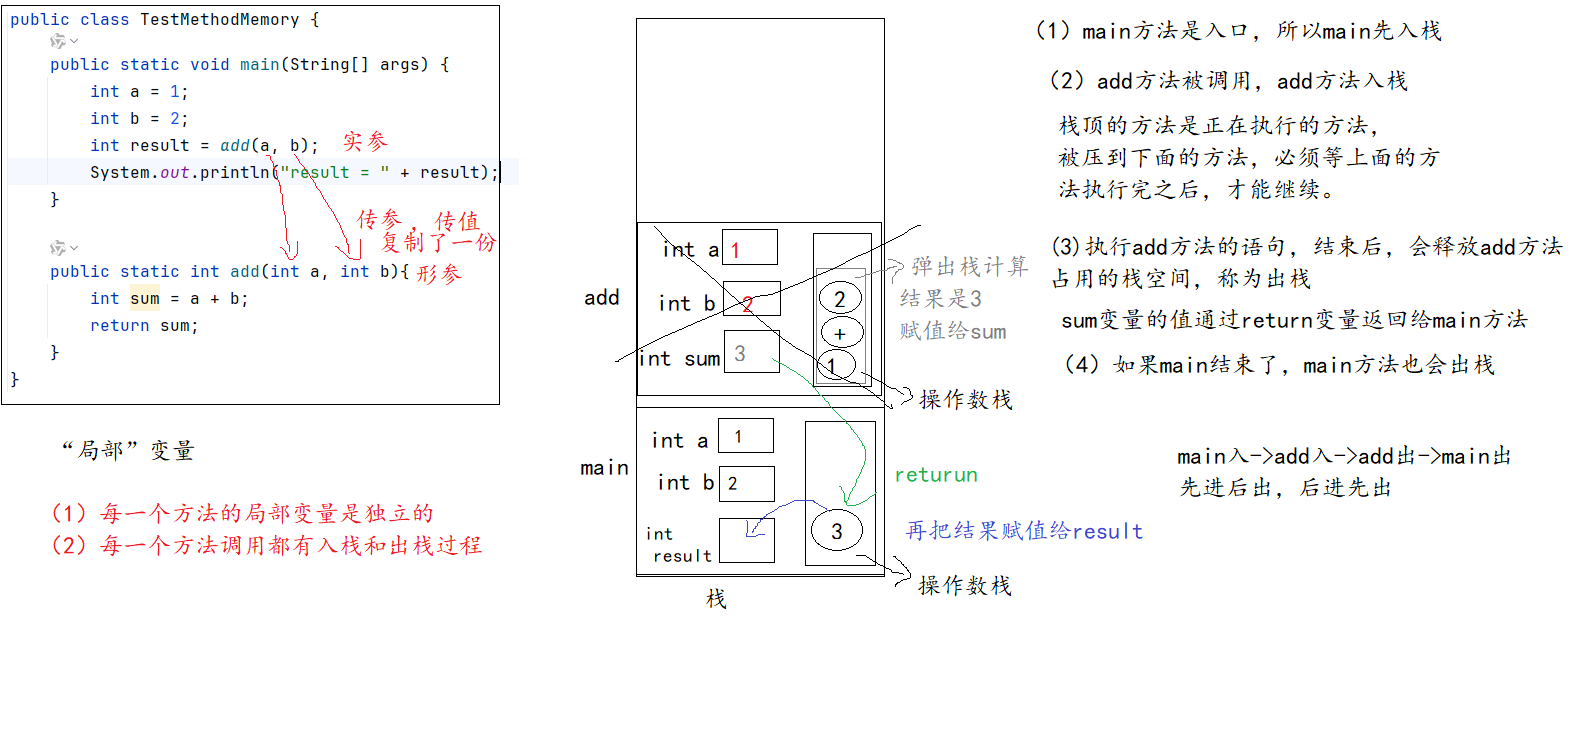 public class TestMethodMemory {
public static void main(String[] args) {
int a = 1;
int b = 2;
int result = add(a, b);
实参
System.out.println("result = " + result);
}
传参，传值
复制了一份
public static int add(int a, int b){
形参
int sum = a + b;
return sum;
}
}
“局部”变量
（1）每一个方法的局部变量是独立的
（2）每一个方法调用都有入栈和出栈过程
add
int a
1
int b
2
int sum
3
2
+
1
弹出栈计算
结果是3
赋值给sum
操作数栈
main
int a
1
int b
2
int
result
3
returun
再把结果赋值给result
操作数栈
栈
（1）main方法是入口，所以main先入栈
（2）add方法被调用，add方法入栈
栈顶的方法是正在执行的方法，
被压到下面的方法，必须等上面的方
法执行完之后，才能继续。
(3)执行add方法的语句，结束后，会释放add方法
占用的栈空间，称为出栈
sum变量的值通过return变量返回给main方法
（4）如果main结束了，main方法也会出栈
main入->add入->add出->main出
先进后出，后进先出